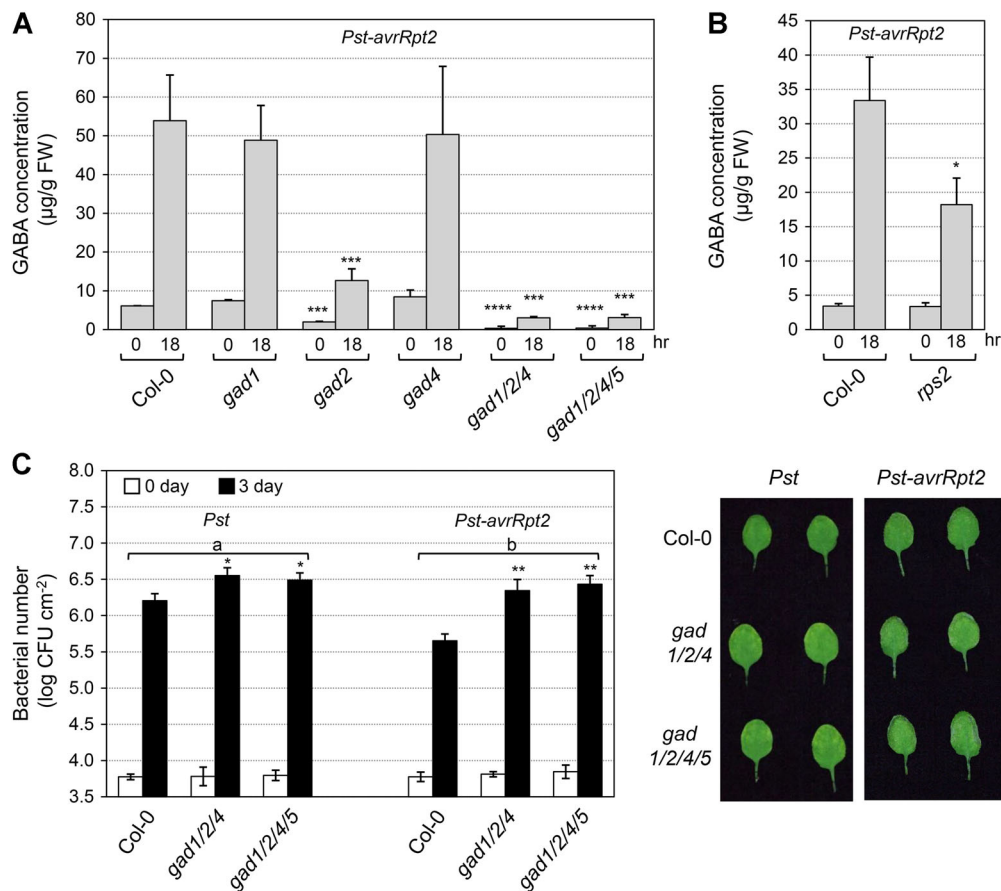 A
Pst-avrRpt2
GABA concentration
(µg/g FW)
80
70
60
50
40
30
20
10
0
*** *** **** *** **** ***
0 18 0 18 0 18 0 18 0 18 0 18 hr
Col-0 gad1 gad2 gad4 gad1/2/4 gad1/2/4/5
B
Pst-avrRpt2
GABA concentration
(µg/g FW)
45
40
35
30
25
20
15
10
5
0
*
0 18 0 18 hr
Col-0 rps2
C
Bacterial number
(log CFU cm-2)
8.0
7.5
7.0
6.5
6.0
5.5
5.0
4.5
4.0
3.5
0 day 3 day
Pst Pst-avrRpt2
a b
* * ** **
Col-0 gad1/2/4 gad1/2/4/5 Col-0 gad1/2/4 gad1/2/4/5
Pst Pst-avrRpt2
Col-0
gad
1/2/4
gad
1/2/4/5